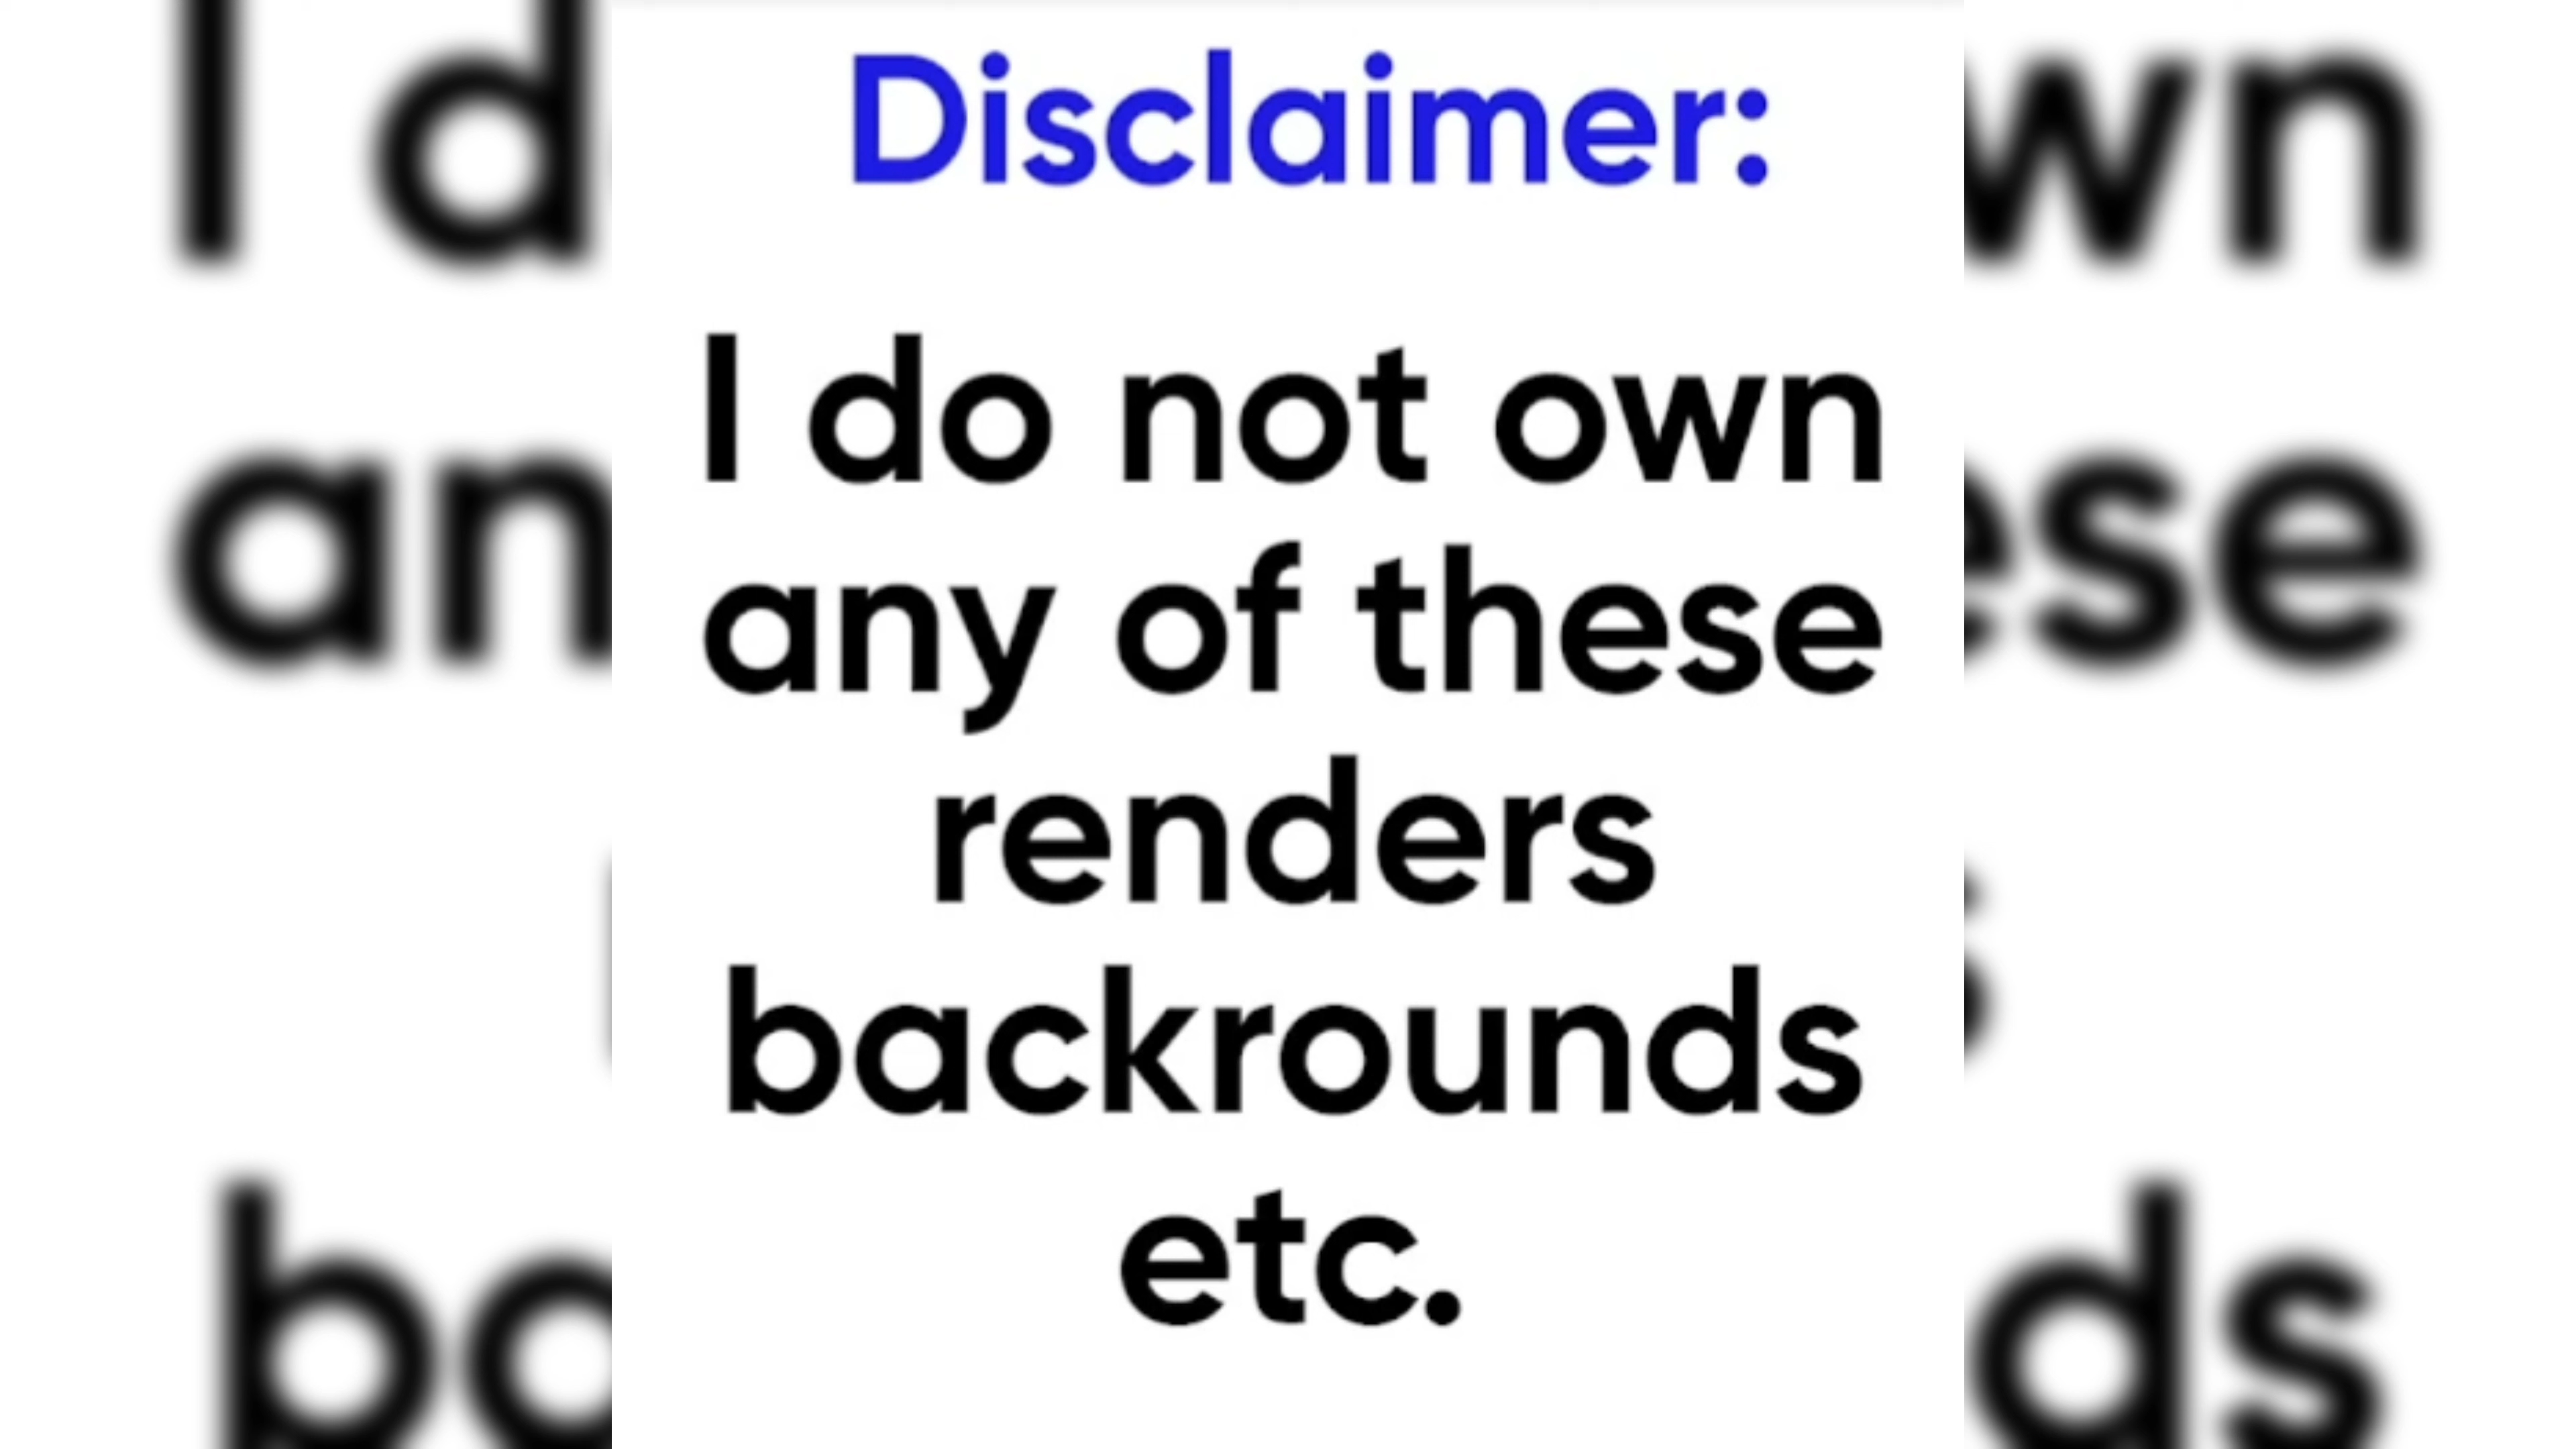 Disclaimer:
I do not own
any of these
renders
backrounds
etc.